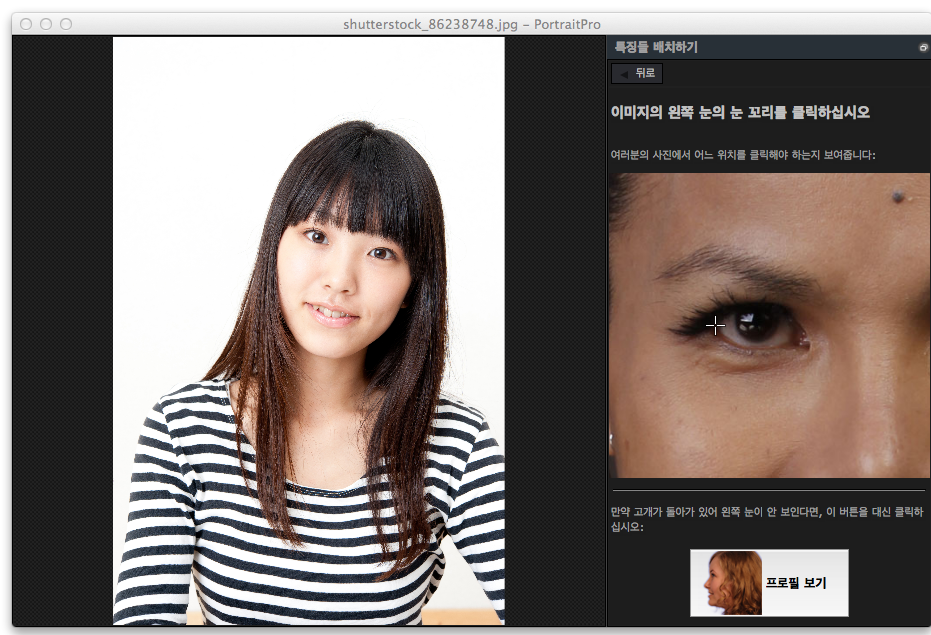 shutterstock_86238748.jpg – PortraitPro
특징들 배치하기
뒤로
이미지의 왼쪽 눈의 눈 꼬리를 클릭하십시오
여러분의 사진에서 어느 위치를 클릭해야 하는지 보여줍니다:
만약 고개가 돌아가 있어 왼쪽 눈이 안 보인다면, 이 버튼을 대신 클릭하
십시오:
프로필 보기